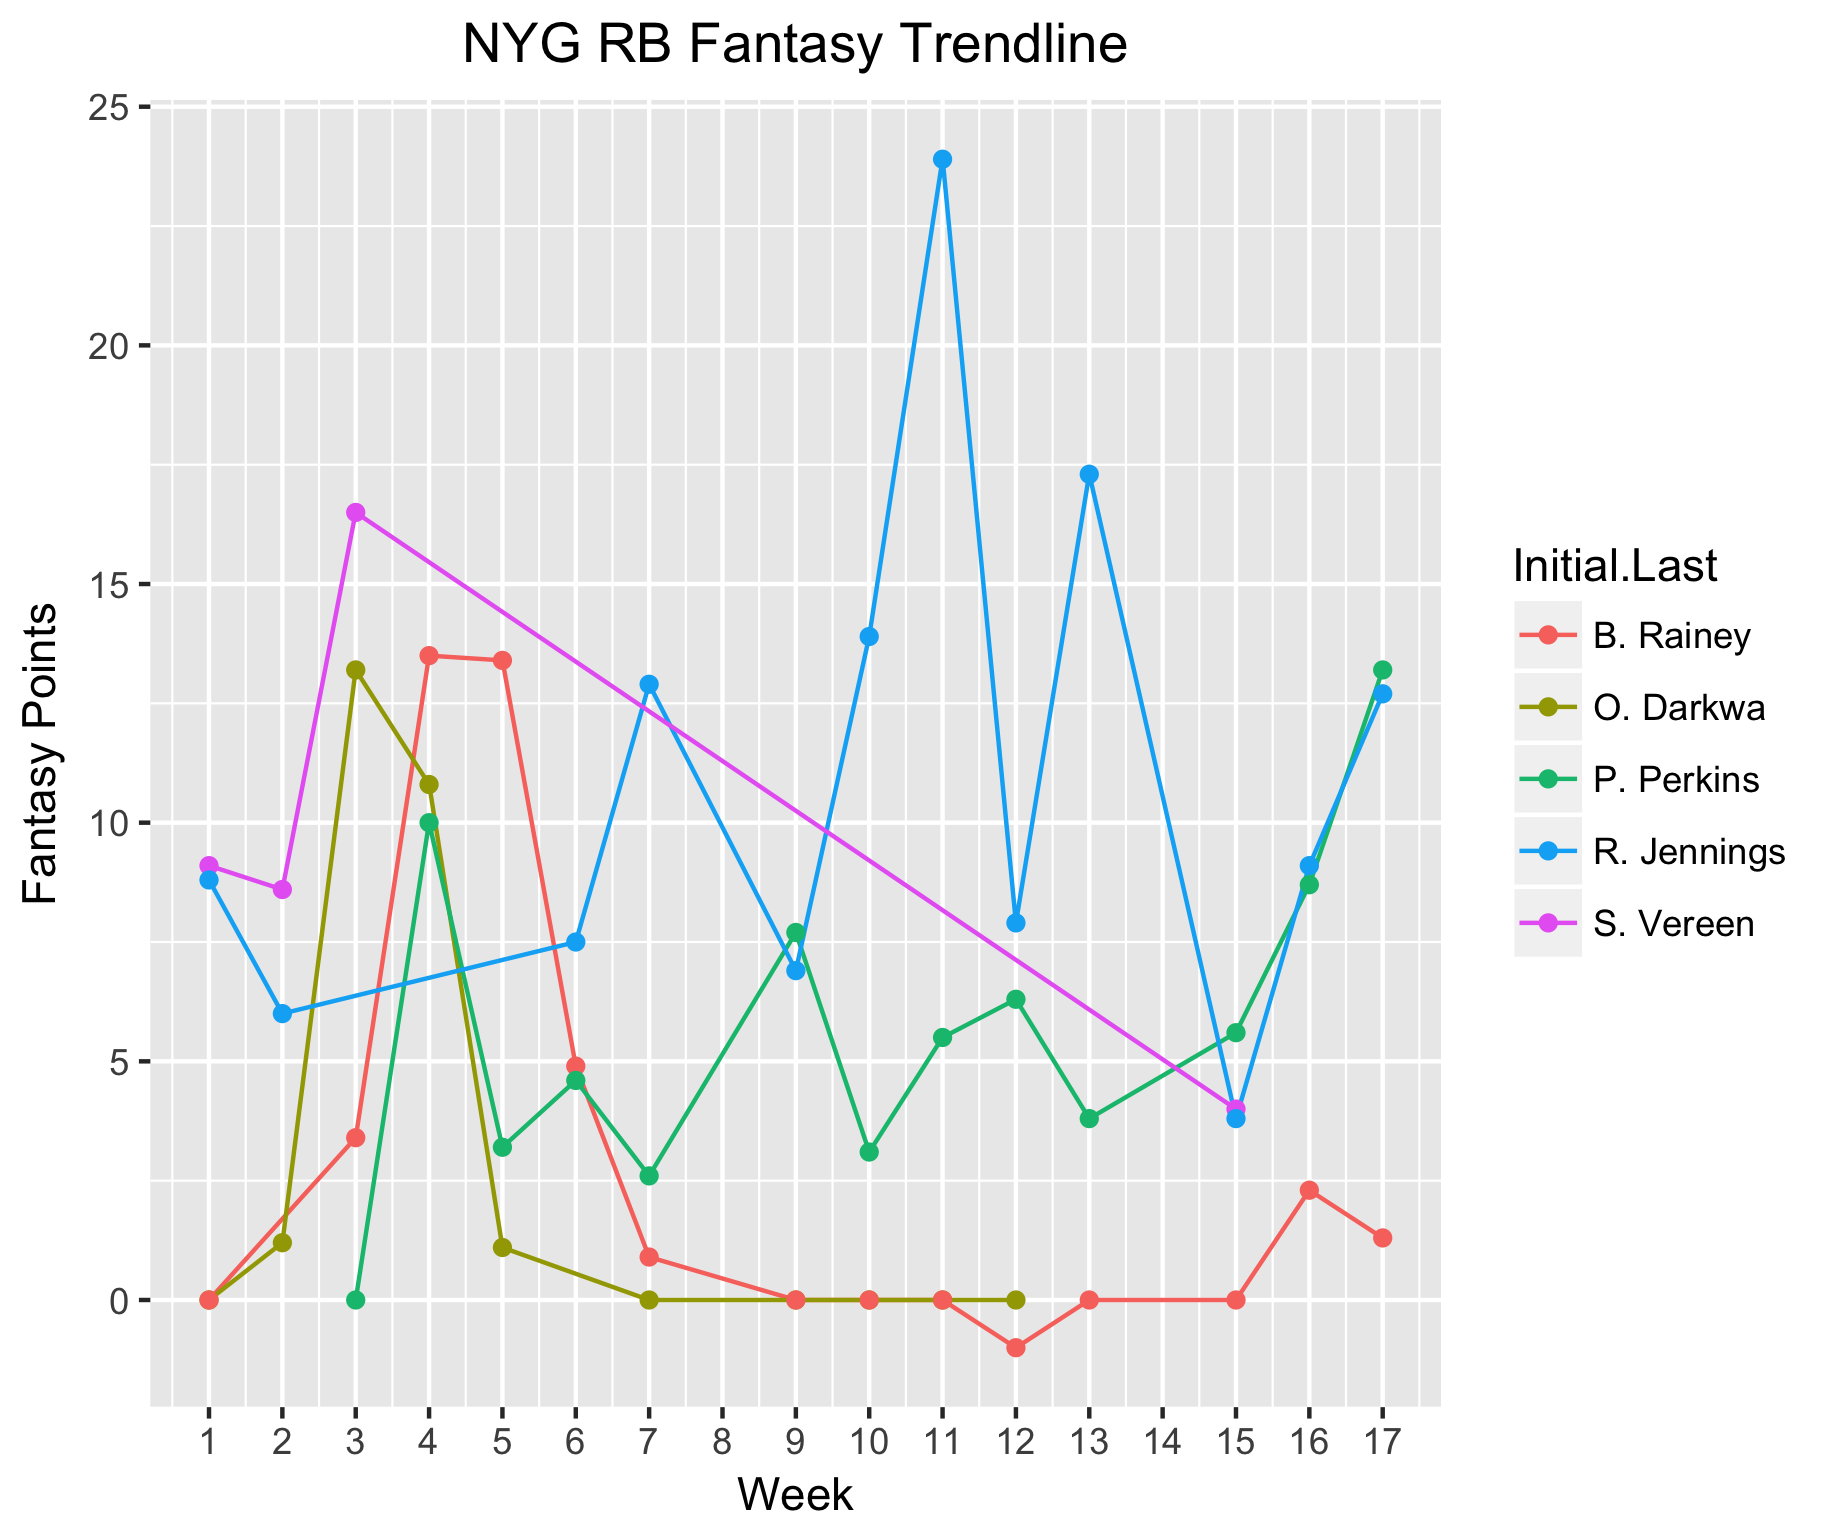 NYG RB Fantasy Trendline
Fantasy Points
25
20
15
10
5
0
1 2 3 4 5 6 7 8 9 10 11 12 13 14 15 16 17
Week
Initial.Last
B. Rainey
O. Darkwa
P. Perkins
R. Jennings
S. Vereen